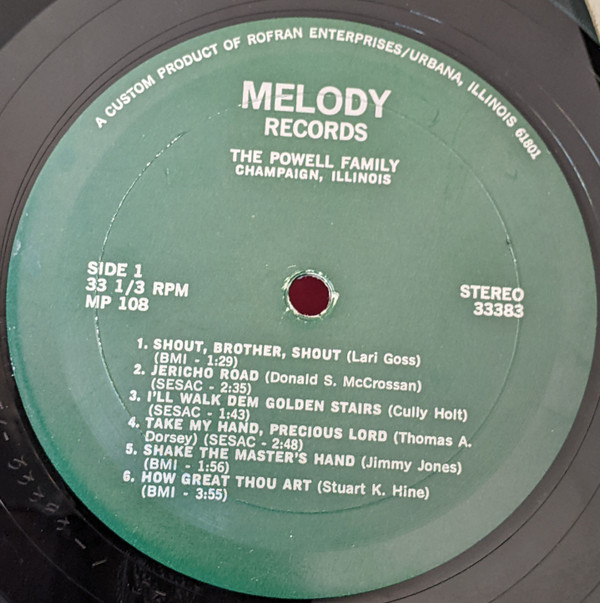 A CUSTOM PRODUCT OF ROFRAN ENTERPRISES/URBANA, ILLINOIS 61801
MELODY
RECORDS
THE POWELL FAMILY
CHAMPAIGN, ILLINOIS
SIDE 1
33 1/3 RPM
MP 108
STEREO
33383
1. SHOUT, BROTHER, SHOUT (Lari Goss)
(BMI - 1:29)
2. JERICHO ROAD (Donald S. McCrossan)
(SESAC - 2:35)
3. I'LL WALK DEM GOLDEN STAIRS (Cully Holt)
(SESAC - 1:43)
4. TAKE MY HAND, PRECIOUS LORD (Thomas A.
Dorsey) (SESAC - 2:48)
5. SHAKE THE MASTER'S HAND (Jimmy Jones)
(BMI - 1:56)
6. HOW GREAT THOU ART (Stuart K. Hine)
(BMI - 3:55)
33383-1